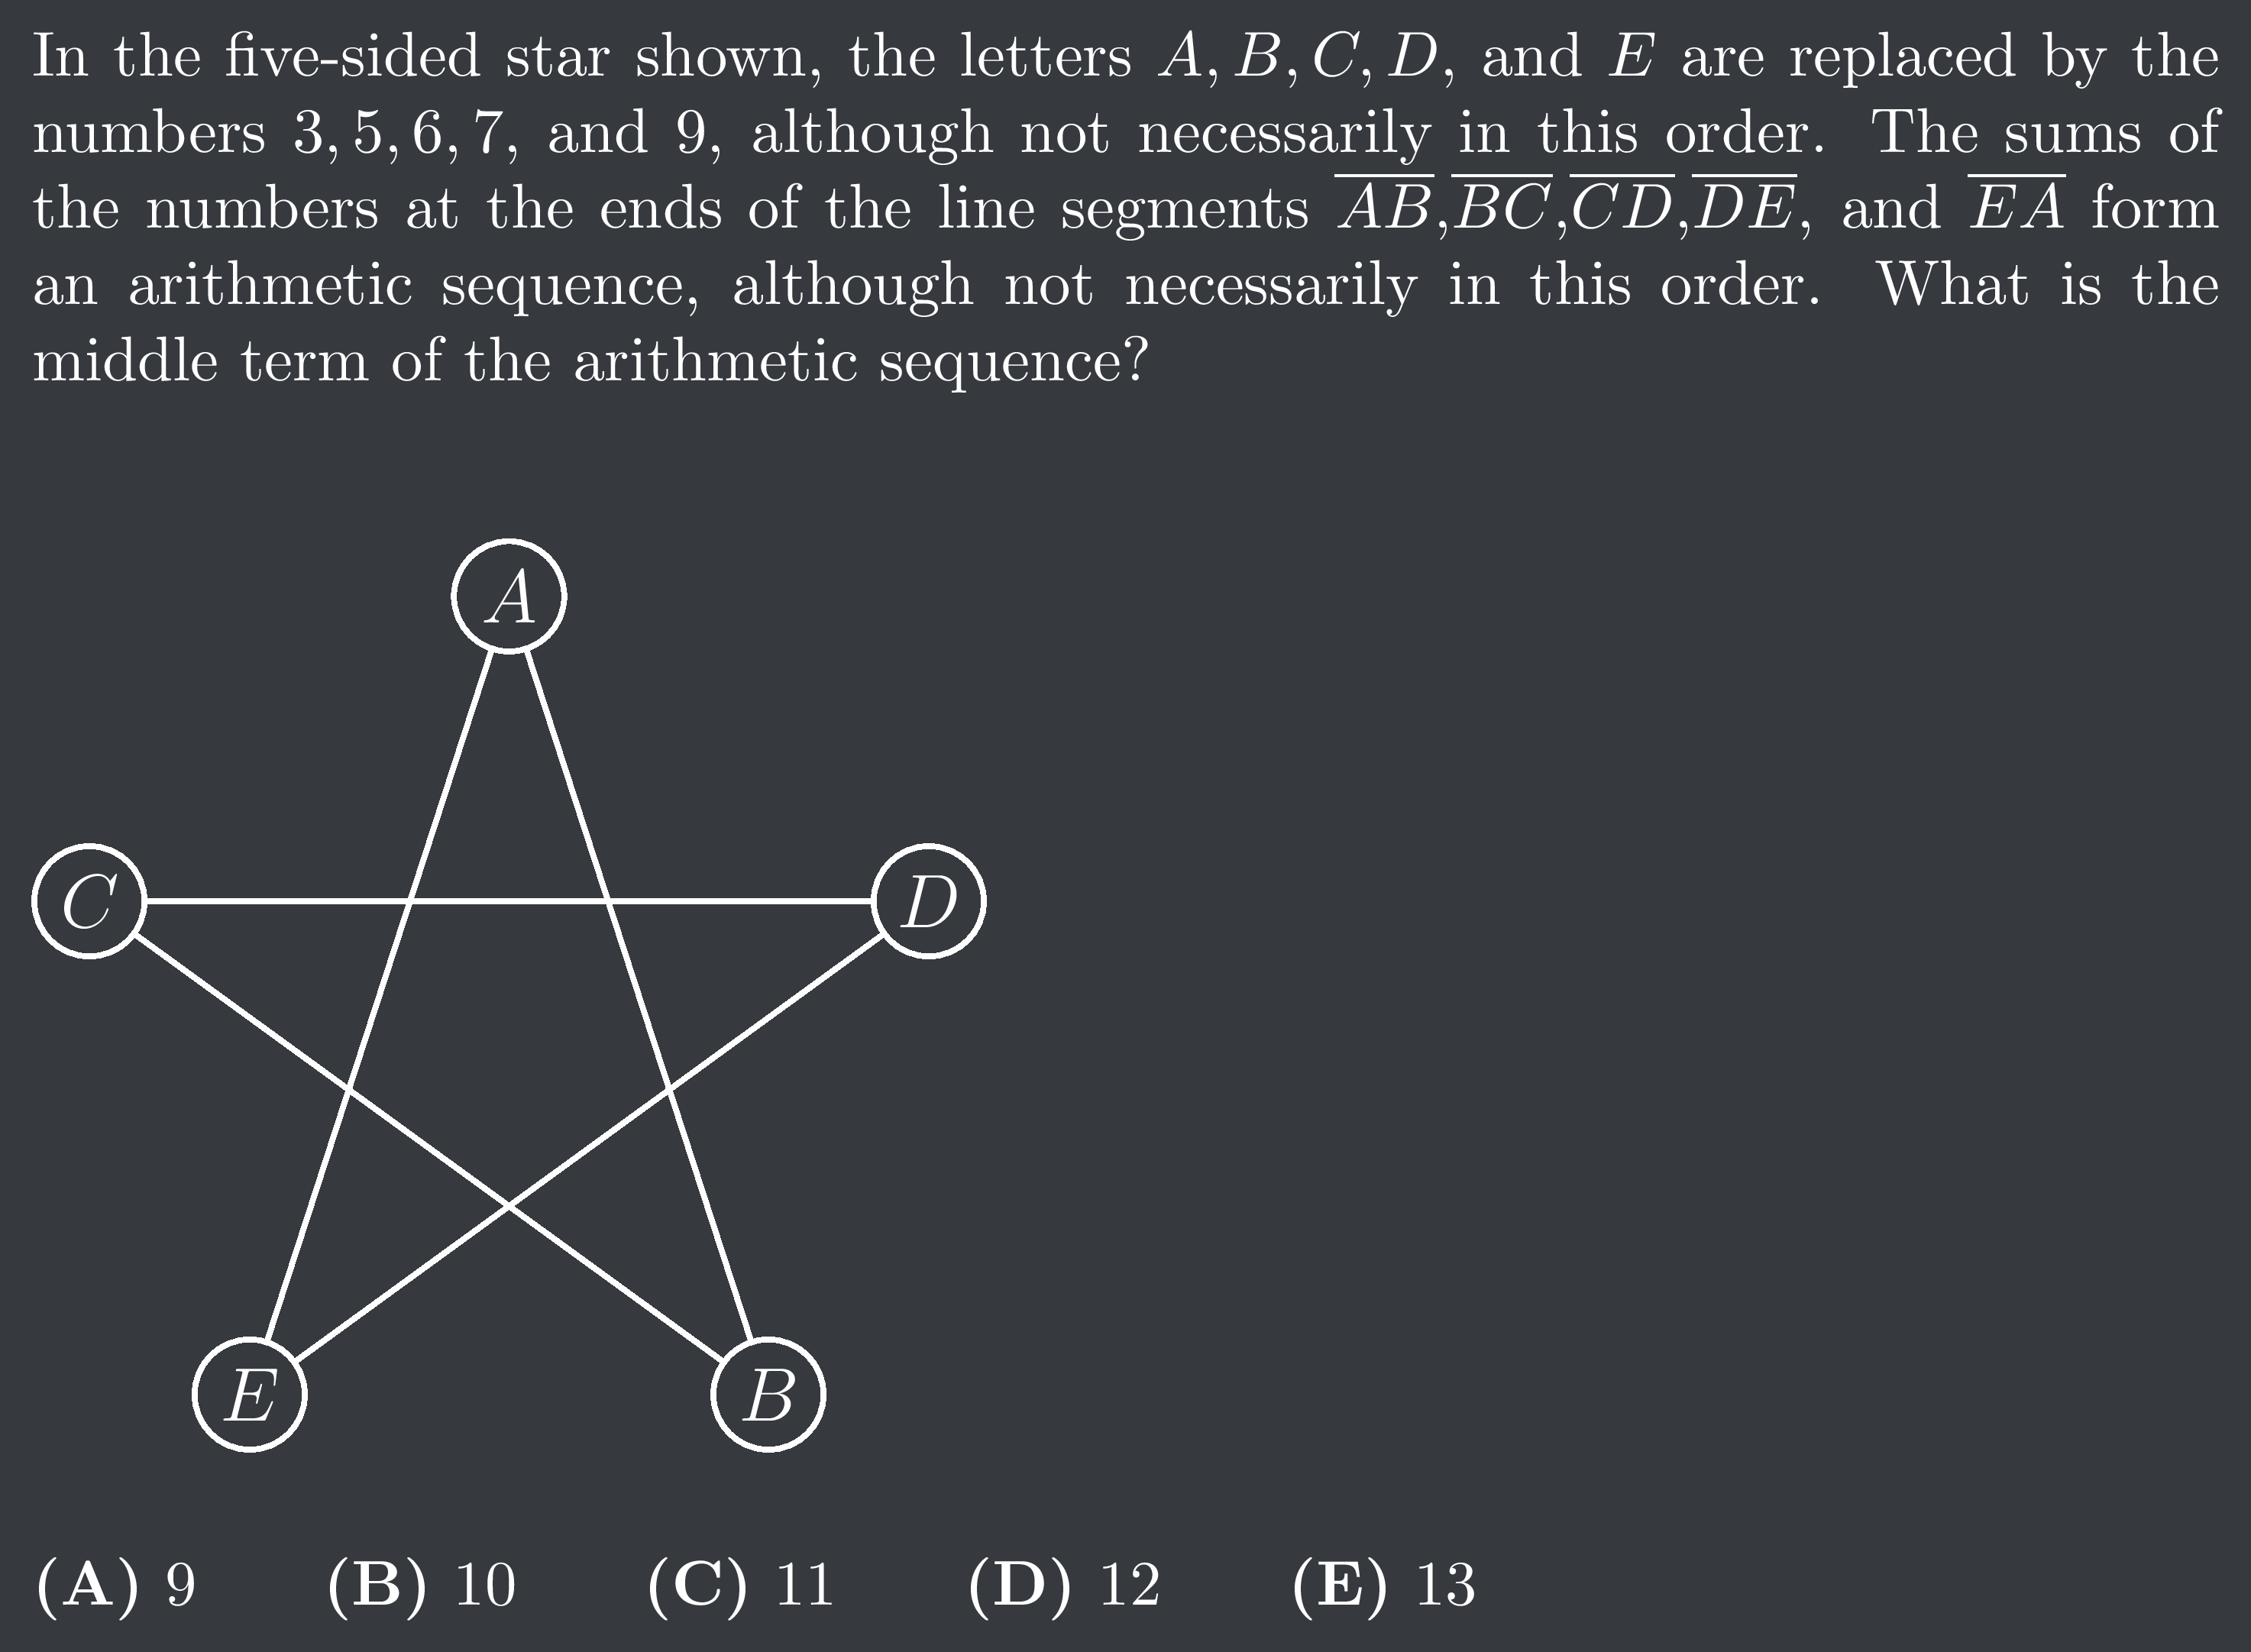 In the five-sided star shown, the letters A, B, C, D, and E are replaced by the
numbers 3, 5, 6, 7, and 9, although not necessarily in this order. The sums of
the numbers at the ends of the line segments \overline{AB}, \overline{BC}, \overline{CD}, \overline{DE}, and \overline{EA} form
an arithmetic sequence, although not necessarily in this order. What is the
middle term of the arithmetic sequence?
A
C D
E B
(A) 9 (B) 10 (C) 11 (D) 12 (E) 13